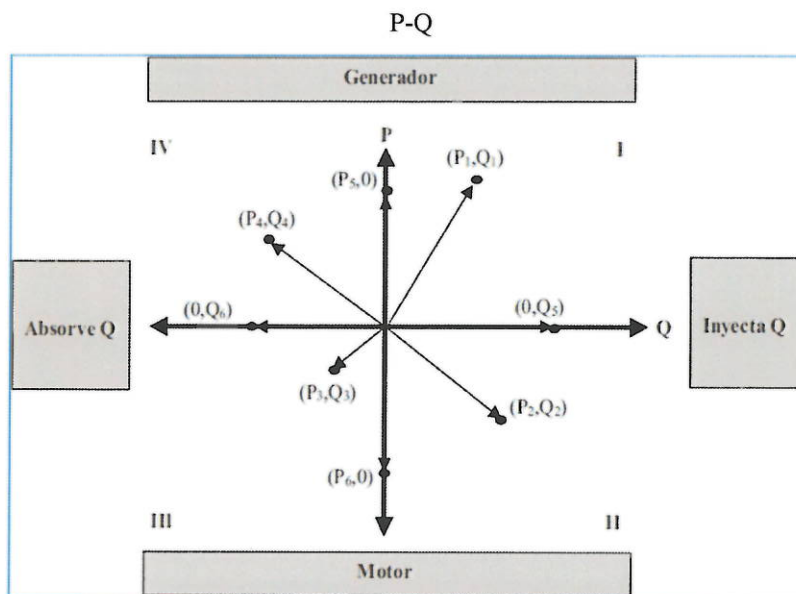 P-Q
Generador
IV
P
(P₁,Q₁)
I
(P₅,0)
(P₄,Q₄)
(0,Q₆)
(0,Q₅)
Absorve Q
Q
Inyecta Q
(P₃,Q₃)
(P₂,Q₂)
(P₆,0)
III
II
Motor